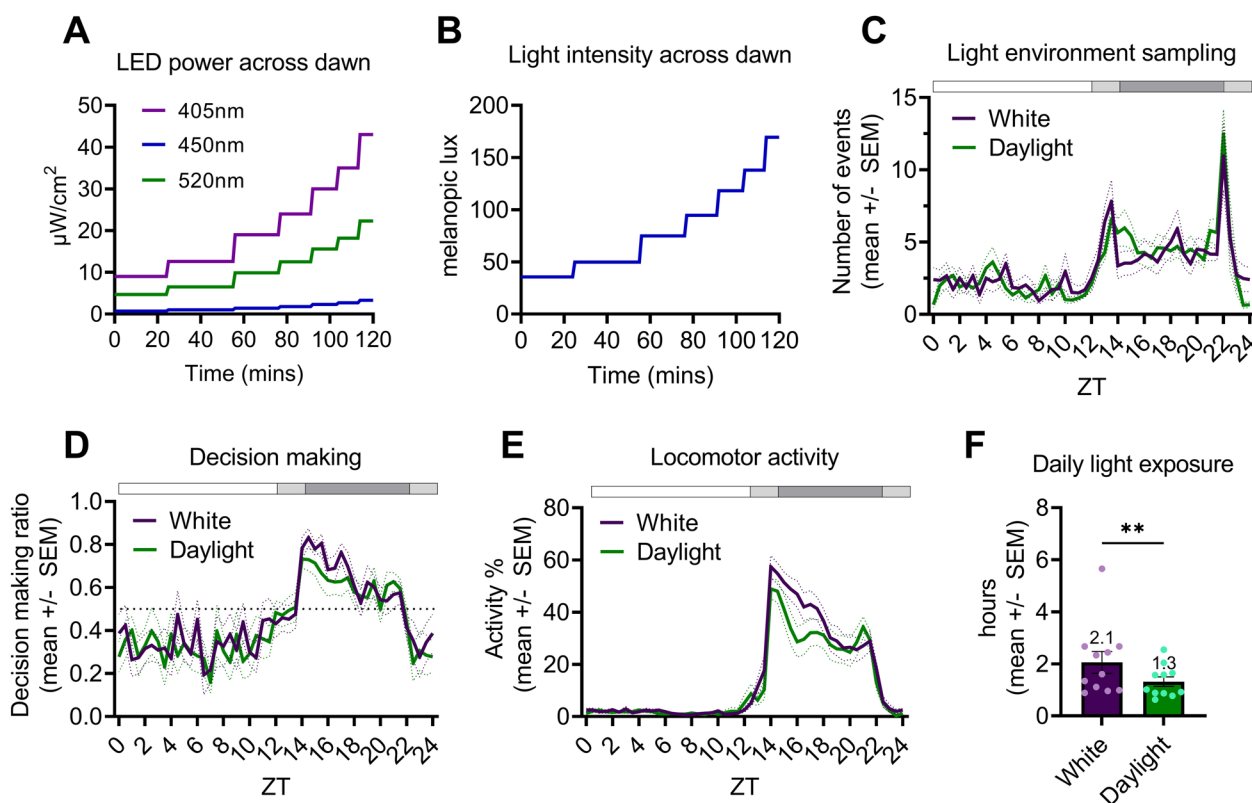 A
LED power across dawn
405nm
450nm
520nm
50
40
30
20
10
0
µW/cm²
0 20 40 60 80 100 120
Time (mins)
B
Light intensity across dawn
200
150
100
50
0
melanopic lux
0 20 40 60 80 100 120
Time (mins)
C
Light environment sampling
White
Daylight
15
10
5
0
Number of events
(mean +/- SEM)
0 2 4 6 8 10 12 14 16 18 20 22 24
ZT
D
Decision making
White
Daylight
1.0
0.8
0.6
0.4
0.2
0.0
Decision making ratio
(mean +/- SEM)
0 2 4 6 8 10 12 14 16 18 20 22 24
ZT
E
Locomotor activity
White
Daylight
80
60
40
20
0
Activity %
(mean +/- SEM)
0 2 4 6 8 10 12 14 16 18 20 22 24
ZT
F
Daily light exposure
8
6
4
2
0
hours
(mean +/- SEM)
**
2.1
1.3
White
Daylight